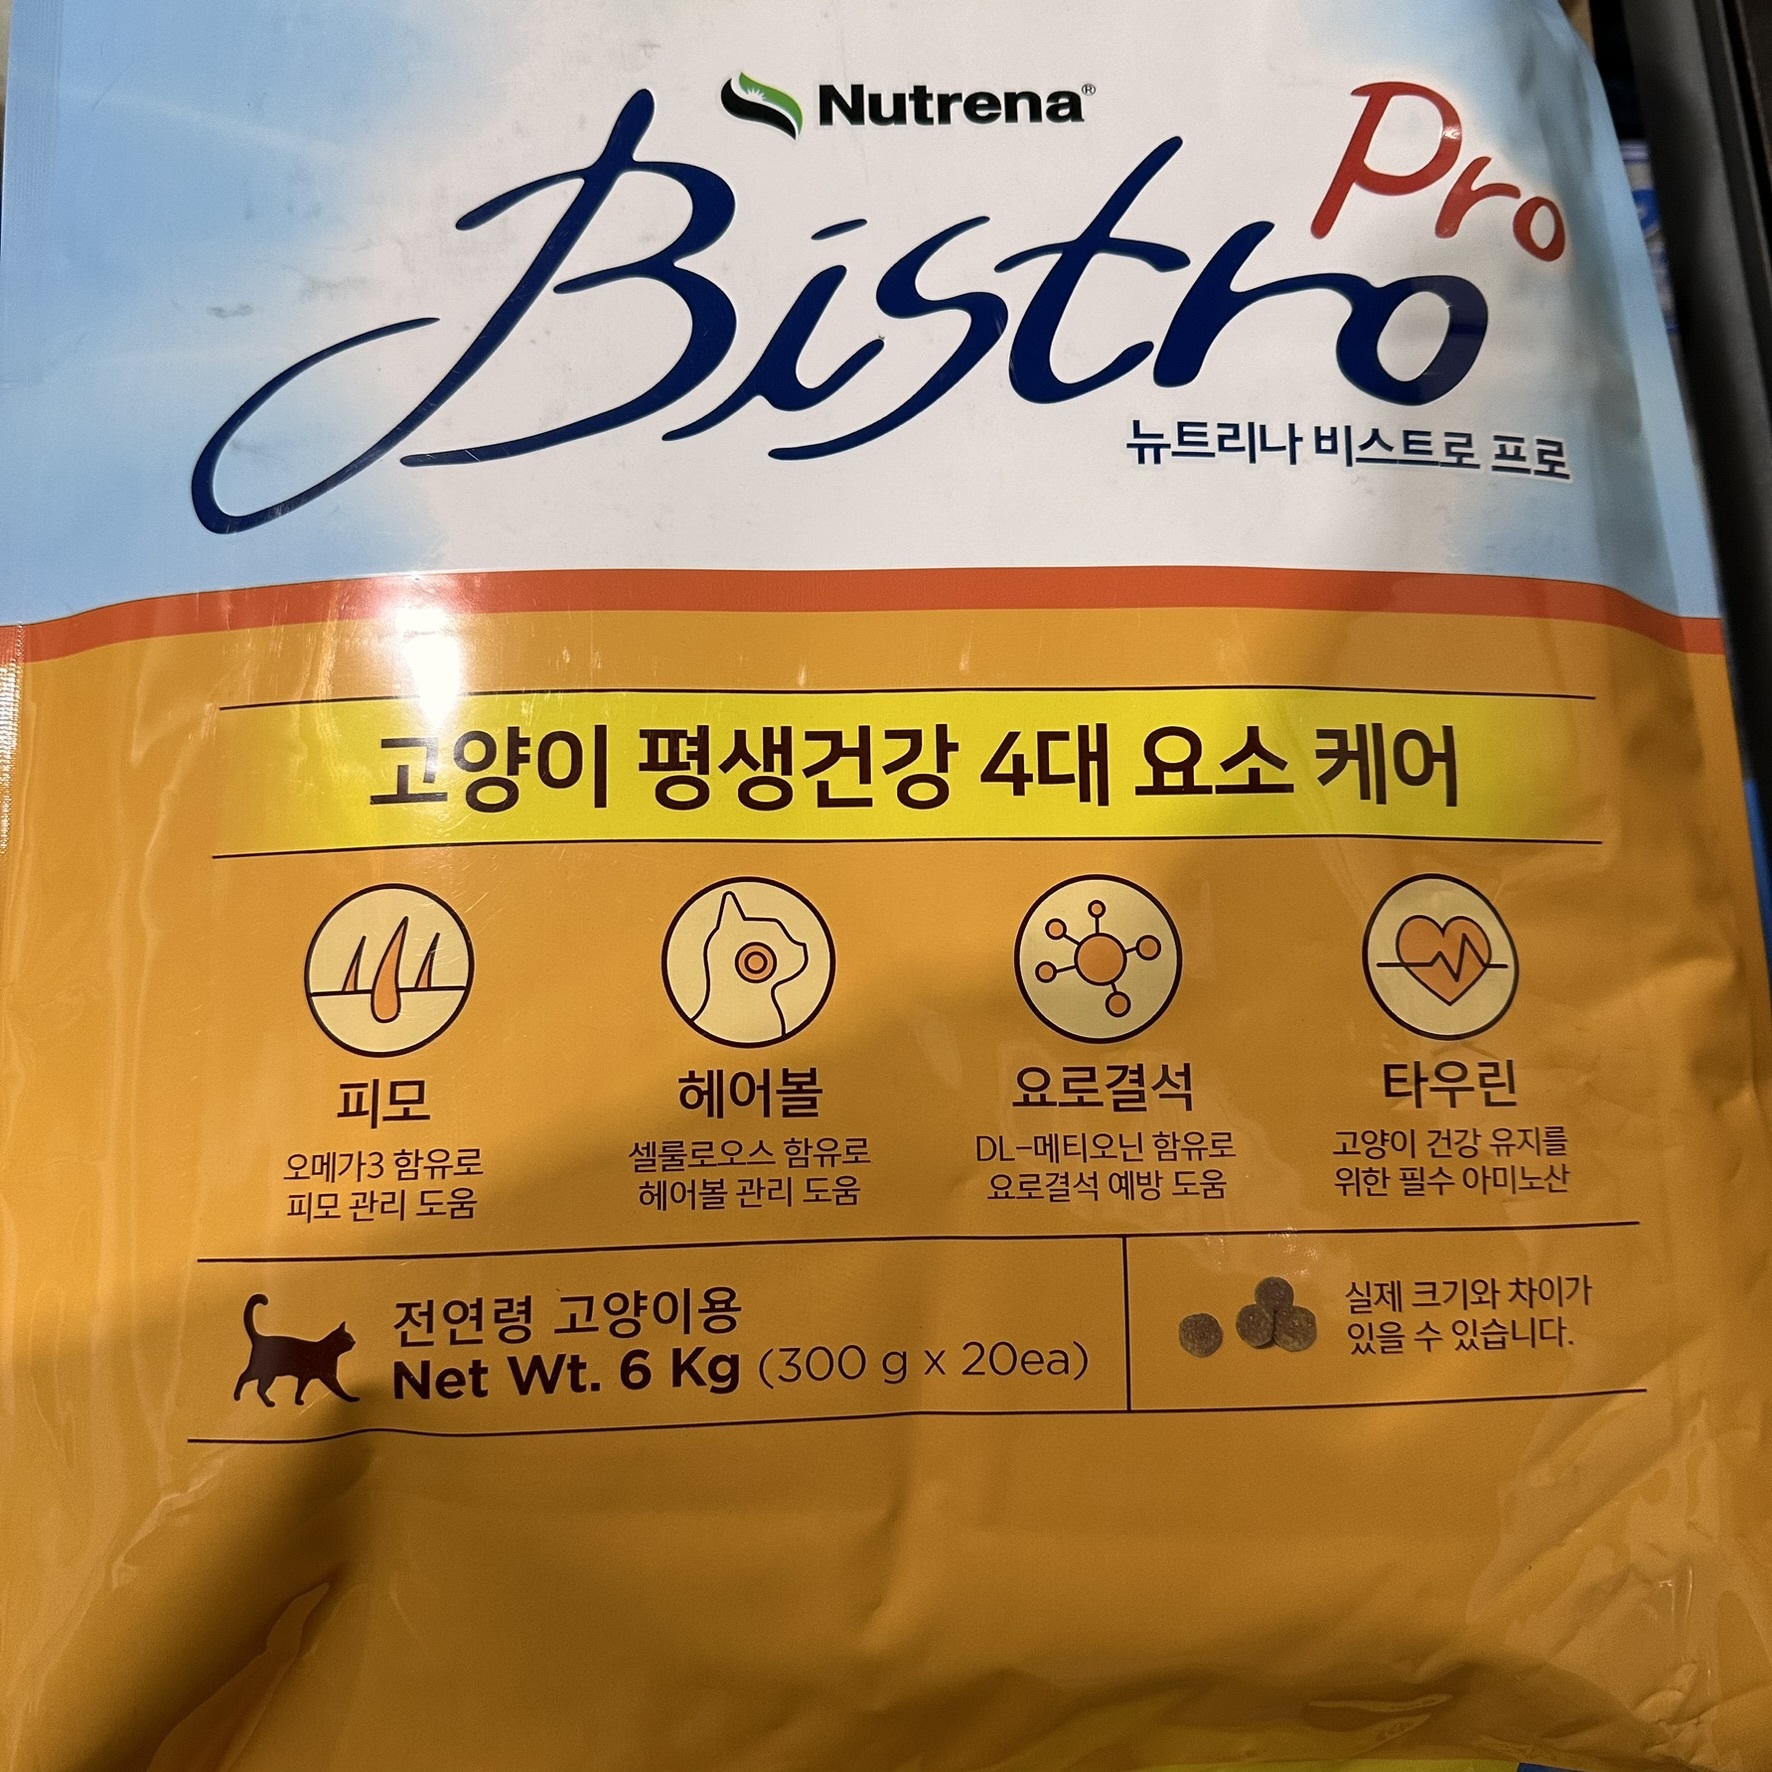 Nutrena®
Bistro Pro
뉴트리나 비스트로 프로
고양이 평생건강 4대 요소 케어
피모
오메가3 함유로
피모 관리 도움
헤어볼
셀룰로오스 함유로
헤어볼 관리 도움
요로결석
DL-메티오닌 함유로
요로결석 예방 도움
타우린
고양이 건강 유지를
위한 필수 아미노산
전연령 고양이용
Net Wt. 6 Kg (300 g x 20ea)
실제 크기와 차이가
있을 수 있습니다.